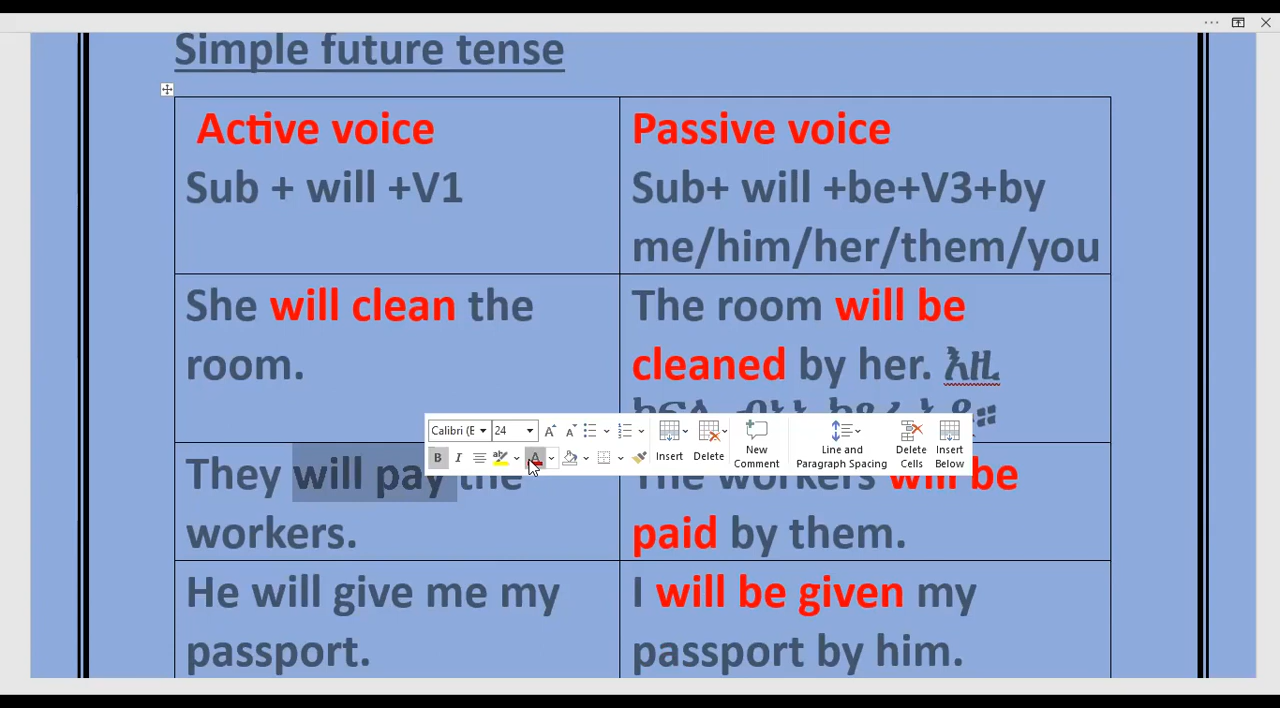 Simple future tense
Active voice
Sub + will +V1
Passive voice
Sub+ will +be+V3+by
me/him/her/them/you
She will clean the
room.
The room will be
cleaned by her. እዚ
Calibri (E
24
Insert
Delete
New
Comment
Line and
Paragraph Spacing
Delete
Cells
Insert
Below
They will pay the
workers.
The workers will be
paid by them.
He will give me my
passport.
I will be given my
passport by him.